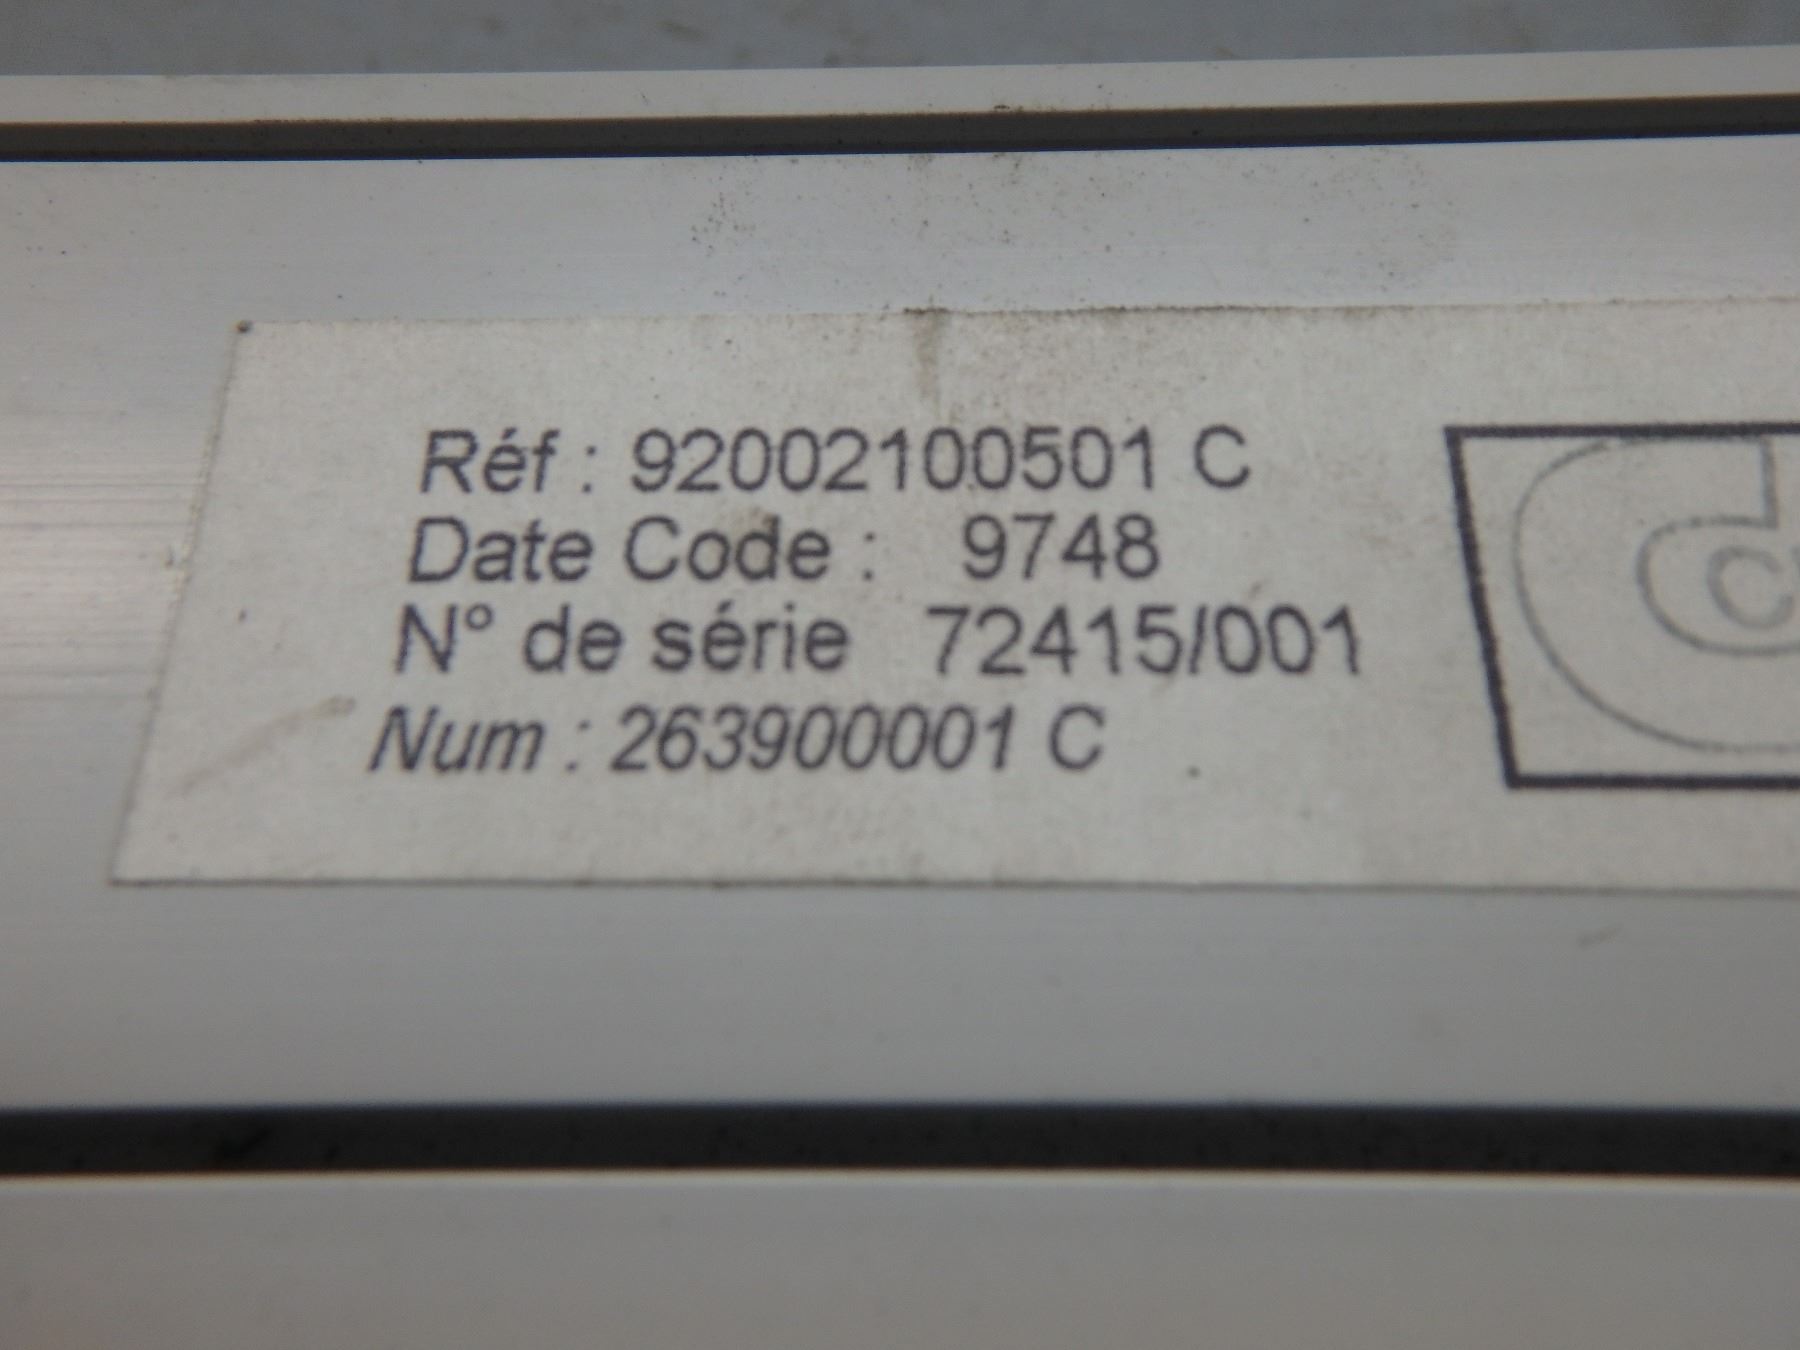 Réf : 92002100501 C
Date Code : 9748
N° de série 72415/001
Num : 263900001 C